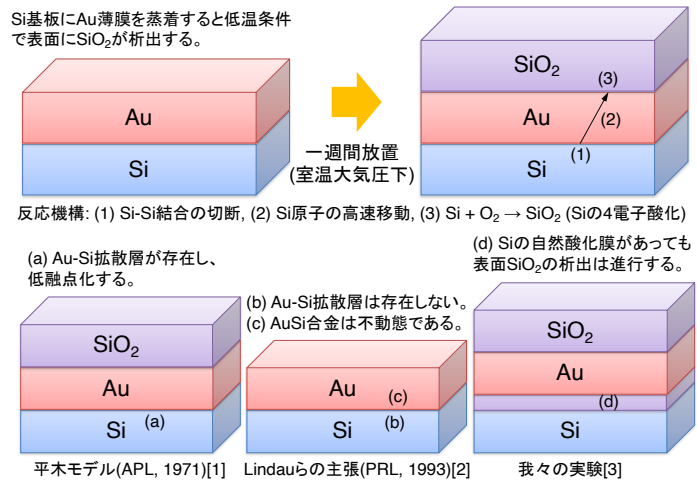 Si基板にAu薄膜を蒸着すると低温条件
で表面にSiO₂が析出する。
Au
Si
一週間放置
(室温大気圧下)
SiO₂
(3)
Au
(2)
Si
(1)
反応機構: (1) Si-Si結合の切断, (2) Si原子の高速移動, (3) Si + O₂ → SiO₂ (Siの4電子酸化)
(a) Au-Si拡散層が存在し、
低融点化する。
SiO₂
Au
Si
(a)
平木モデル(APL, 1971)[1]
(b) Au-Si拡散層は存在しない。
(c) AuSi合金は不動態である。
Au
(c)
Si
(b)
Lindauらの主張(PRL, 1993)[2]
(d) Siの自然酸化膜があっても
表面SiO₂の析出は進行する。
SiO₂
Au
(d)
Si
我々の実験[3]